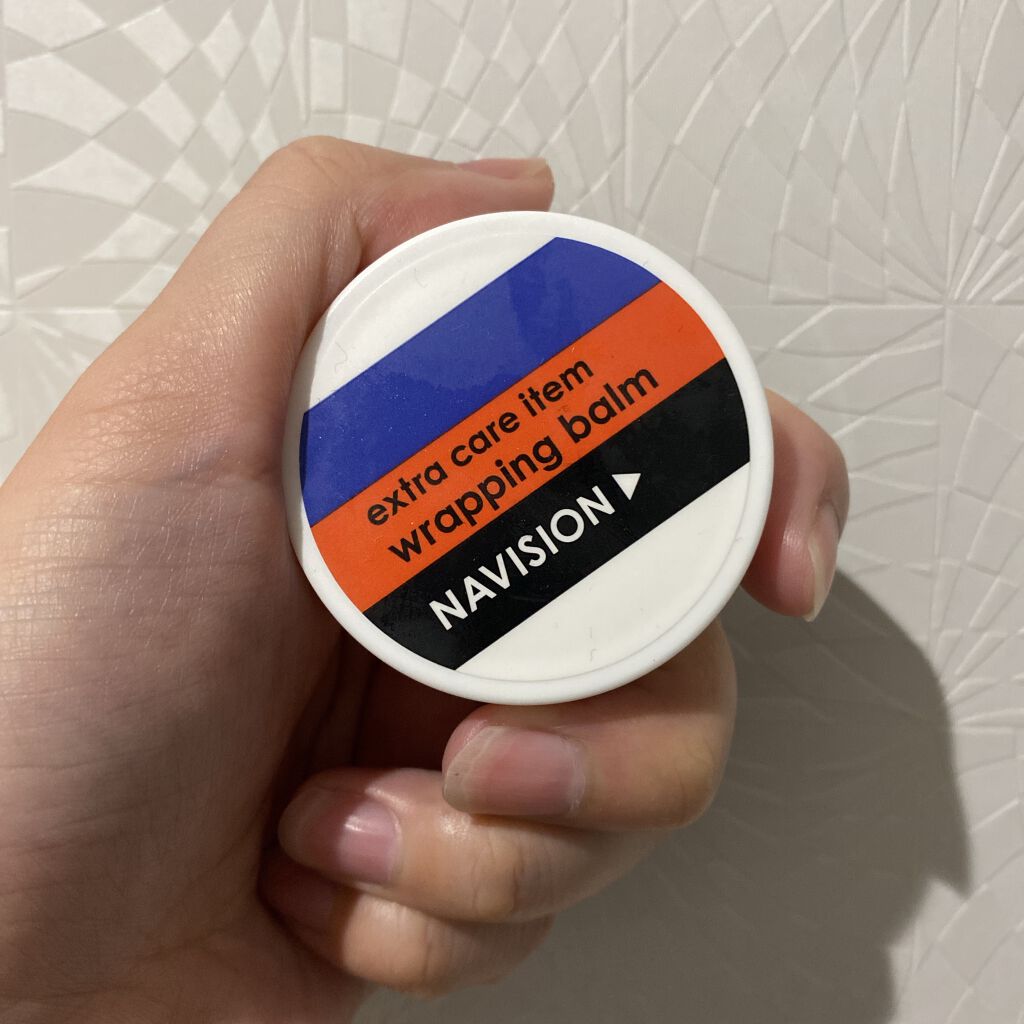 extra care item
wrapping balm
NAVISION